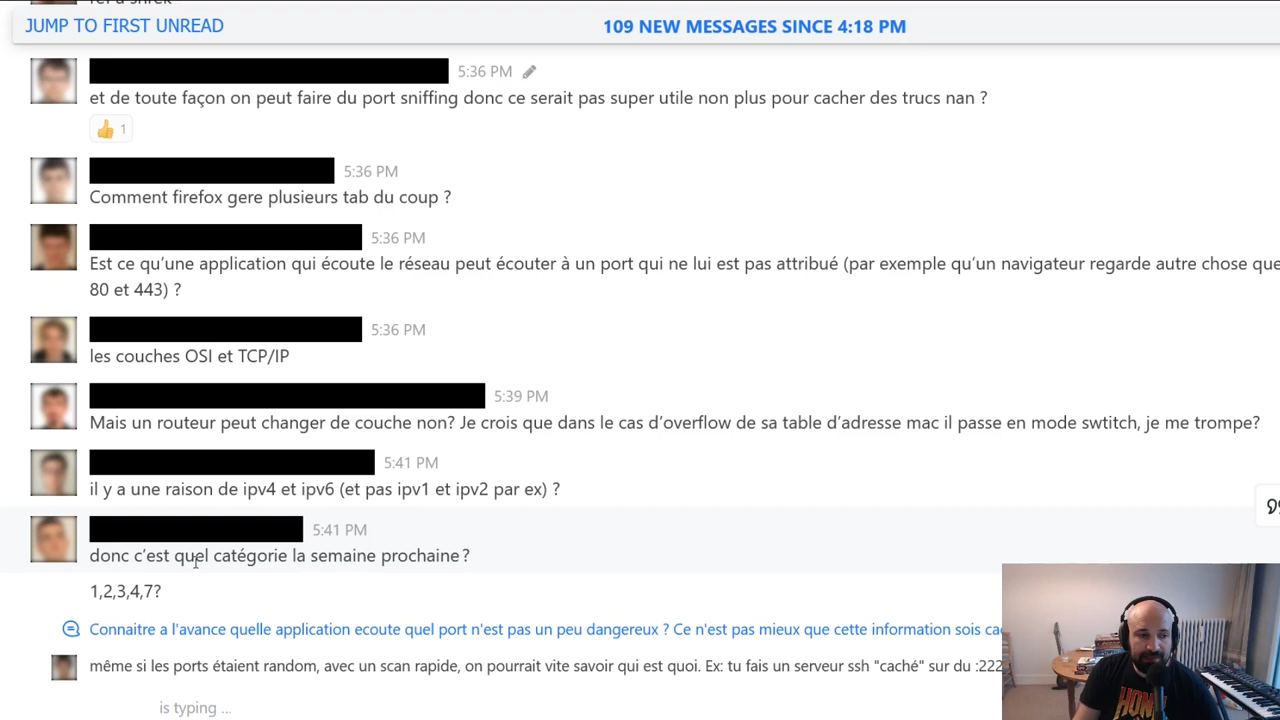 JUMP TO FIRST UNREAD
109 NEW MESSAGES SINCE 4:18 PM
5:36 PM
et de toute façon on peut faire du port sniffing donc ce serait pas super utile non plus pour cacher des trucs nan ?
👍 1
5:36 PM
Comment firefox gere plusieurs tab du coup ?
5:36 PM
Est ce qu’une application qui écoute le réseau peut écouter à un port qui ne lui est pas attribué (par exemple qu’un navigateur regarde autre chose que
80 et 443) ?
5:36 PM
les couches OSI et TCP/IP
5:39 PM
Mais un routeur peut changer de couche non? Je crois que dans le cas d’overflow de sa table d’adresse mac il passe en mode swtitch, je me trompe?
5:41 PM
il y a une raison de ipv4 et ipv6 (et pas ipv1 et ipv2 par ex) ?
5:41 PM
donc c’est quel catégorie la semaine prochaine ?
1,2,3,4,7?
Connaitre a l'avance quelle application ecoute quel port n'est pas un peu dangereux ? Ce n'est pas mieux que cette information sois
même si les ports étaient random, avec un scan rapide, on pourrait vite savoir qui est quoi. Ex: tu fais un serveur ssh "caché" sur du :222
is typing ...